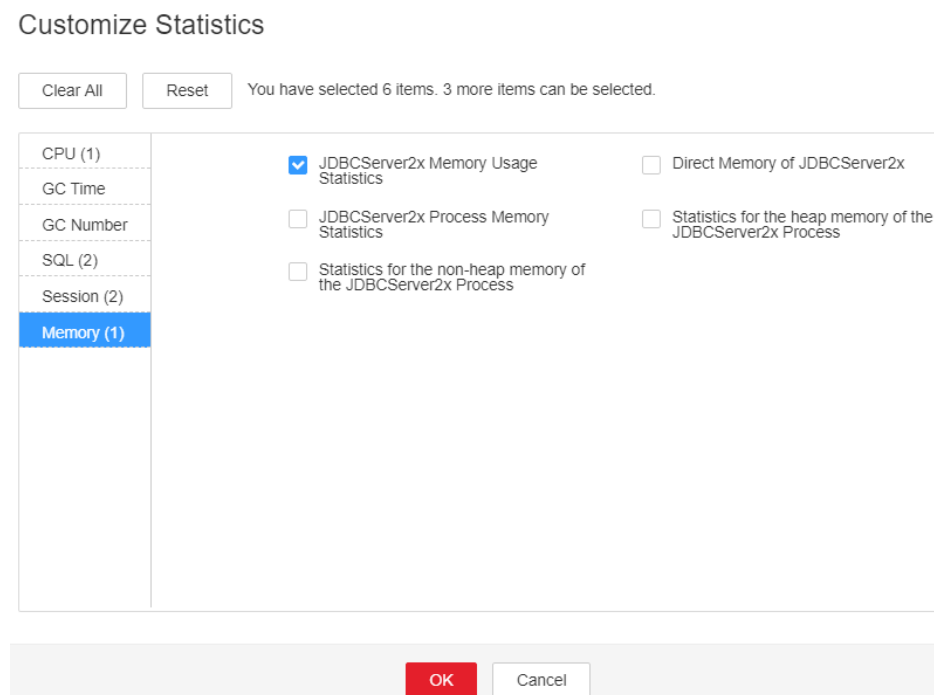 Customize Statistics
Clear All
Reset
You have selected 6 items. 3 more items can be selected.
CPU (1)
GC Time
GC Number
SQL (2)
Session (2)
Memory (1)
JDBCServer2x Memory Usage
Statistics
Direct Memory of JDBCServer2x
JDBCServer2x Process Memory
Statistics
Statistics for the heap memory of the
JDBCServer2x Process
Statistics for the non-heap memory of
the JDBCServer2x Process
OK
Cancel